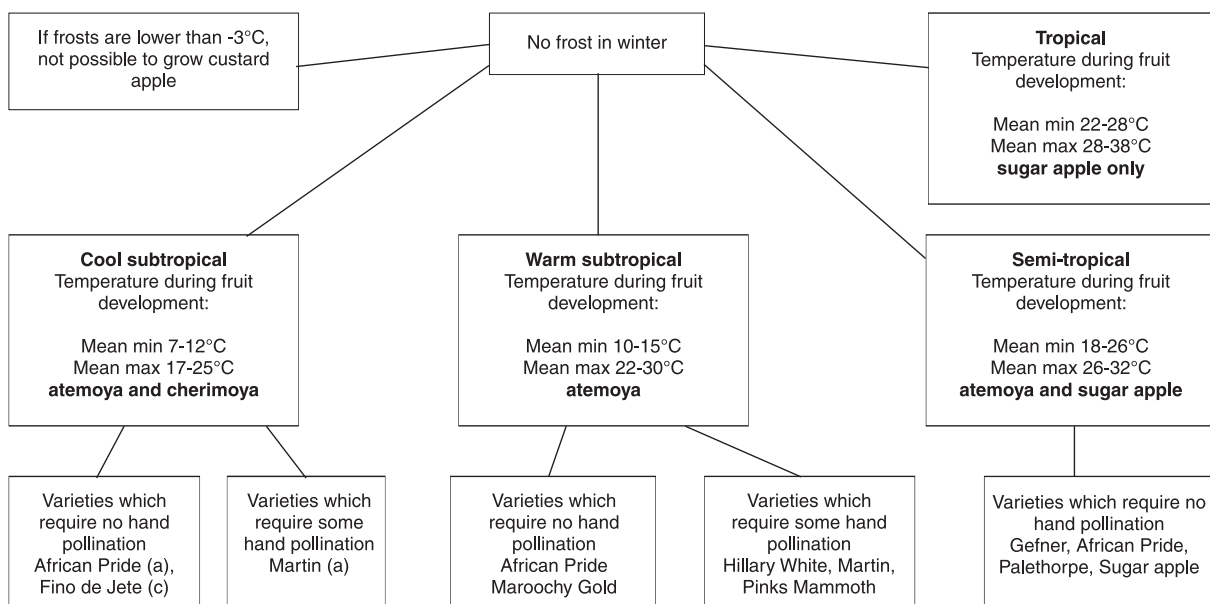 If frosts are lower than -3°C,
not possible to grow custard
apple
No frost in winter
Tropical
Temperature during fruit
development:
Mean min 22-28°C
Mean max 28-38°C
sugar apple only
Cool subtropical
Temperature during fruit
development:
Mean min 7-12°C
Mean max 17-25°C
atemoya and cherimoya
Warm subtropical
Temperature during fruit
development:
Mean min 10-15°C
Mean max 22-30°C
atemoya
Semi-tropical
Temperature during fruit
development:
Mean min 18-26°C
Mean max 26-32°C
atemoya and sugar apple
Varieties which
require no hand
pollination
African Pride (a),
Fino de Jete (c)
Varieties which
require some
hand pollination
Martin (a)
Varieties which
require no hand
pollination
African Pride
Maroochy Gold
Varieties which
require some hand
pollination
Hillary White, Martin,
Pinks Mammoth
Varieties which require no
hand pollination
Gefner, African Pride,
Palethorpe, Sugar apple